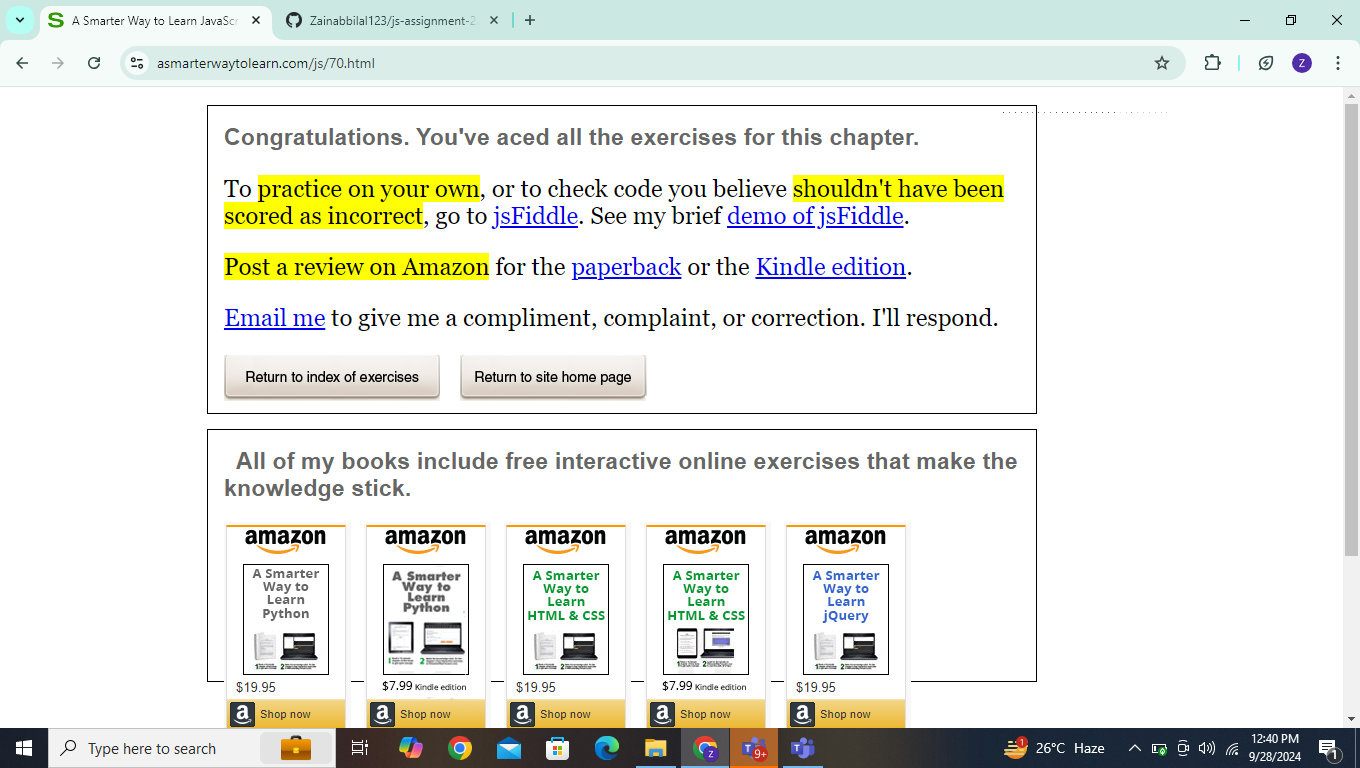 A Smarter Way to Learn JavaScr
Zainabbilal123/js-assignment-2
asmarterwaytolearn.com/js/70.html
Z
Congratulations. You've aced all the exercises for this chapter.
To practice on your own, or to check code you believe shouldn't have been
scored as incorrect, go to jsFiddle. See my brief demo of jsFiddle.
Post a review on Amazon for the paperback or the Kindle edition.
Email me to give me a compliment, complaint, or correction. I'll respond.
Return to index of exercises
Return to site home page
All of my books include free interactive online exercises that make the
knowledge stick.
amazon
A Smarter
Way to
Learn
Python
$19.95
Shop now
amazon
A Smarter
Way to
Learn
Python
$7.99 Kindle edition
Shop now
amazon
A Smarter
Way to
Learn
HTML & CSS
$19.95
Shop now
amazon
A Smarter
Way to
Learn
HTML & CSS
$7.99 Kindle edition
Shop now
amazon
A Smarter
Way to
Learn
jQuery
$19.95
Shop now
Type here to search
26°C Haze
12:40 PM
9/28/2024